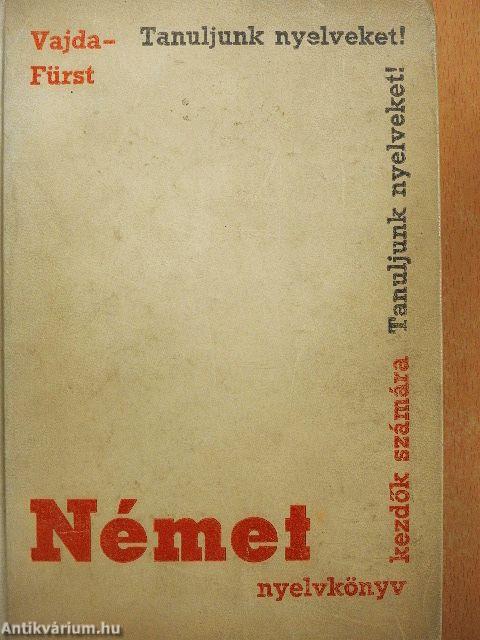 Vajda-
Fürst
Tanuljunk nyelveket!
Tanuljunk nyelveket!
Német
nyelvkönyv
kezdők számára
Antikvárium.hu